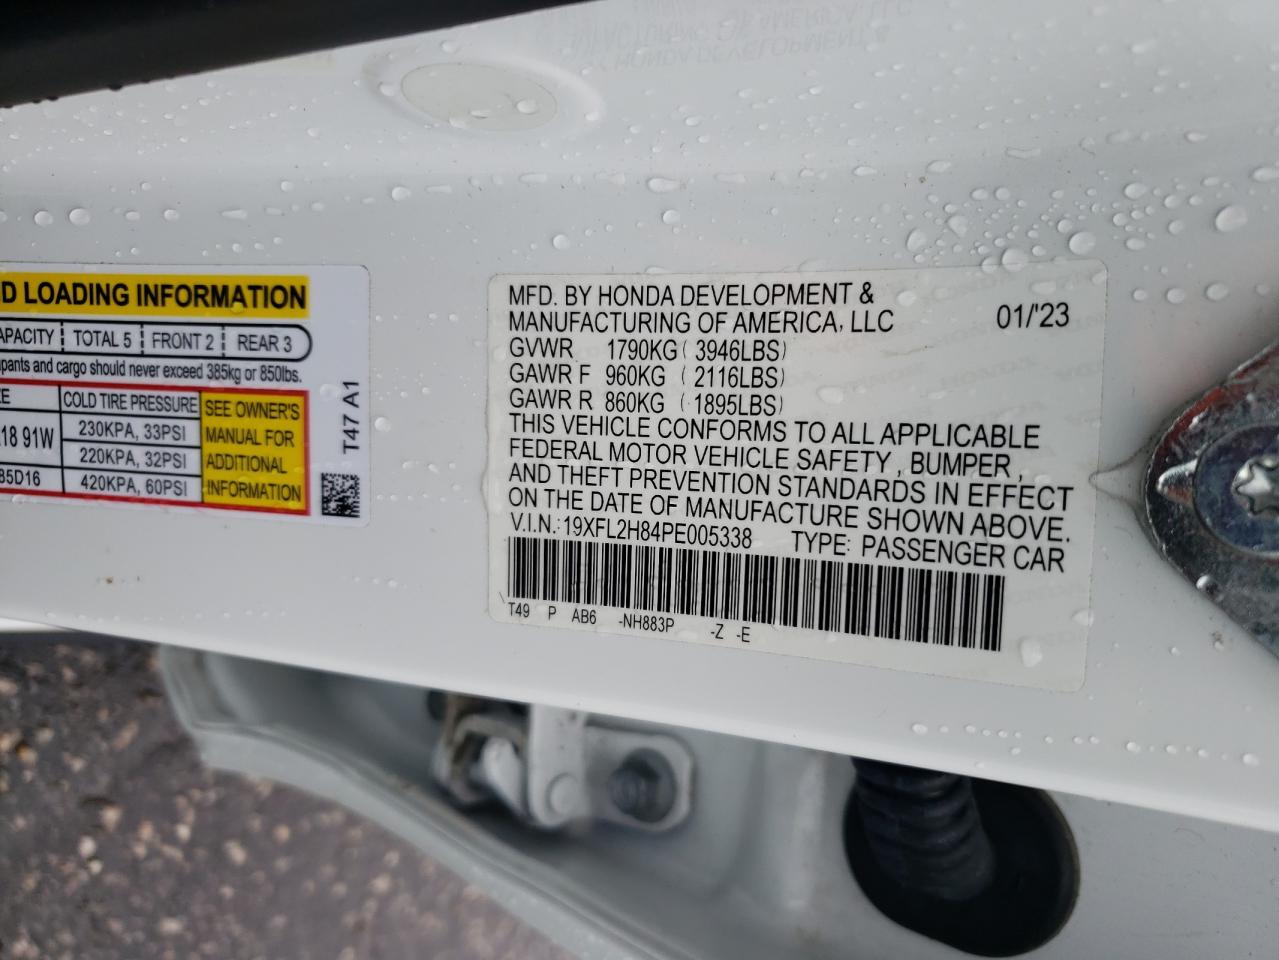 D LOADING INFORMATION
APACITY TOTAL 5 FRONT 2 REAR 3
pants and cargo should never exceed 385kg or 850lbs.
ZE COLD TIRE PRESSURE SEE OWNER'S
MANUAL FOR
ADDITIONAL
INFORMATION
18 91W 230KPA, 33PSI
220KPA, 32PSI
85D16 420KPA, 60PSI
T47 A1
MFD. BY HONDA DEVELOPMENT &
MANUFACTURING OF AMERICA, LLC 01/'23
GVWR 1790KG ( 3946LBS)
GAWR F 960KG ( 2116LBS)
GAWR R 860KG ( 1895LBS)
THIS VEHICLE CONFORMS TO ALL APPLICABLE
FEDERAL MOTOR VEHICLE SAFETY , BUMPER ,
AND THEFT PREVENTION STANDARDS IN EFFECT
ON THE DATE OF MANUFACTURE SHOWN ABOVE.
V.I.N.: 19XFL2H84PE005338 TYPE: PASSENGER CAR
T49 P AB6 -NH883P -Z -E